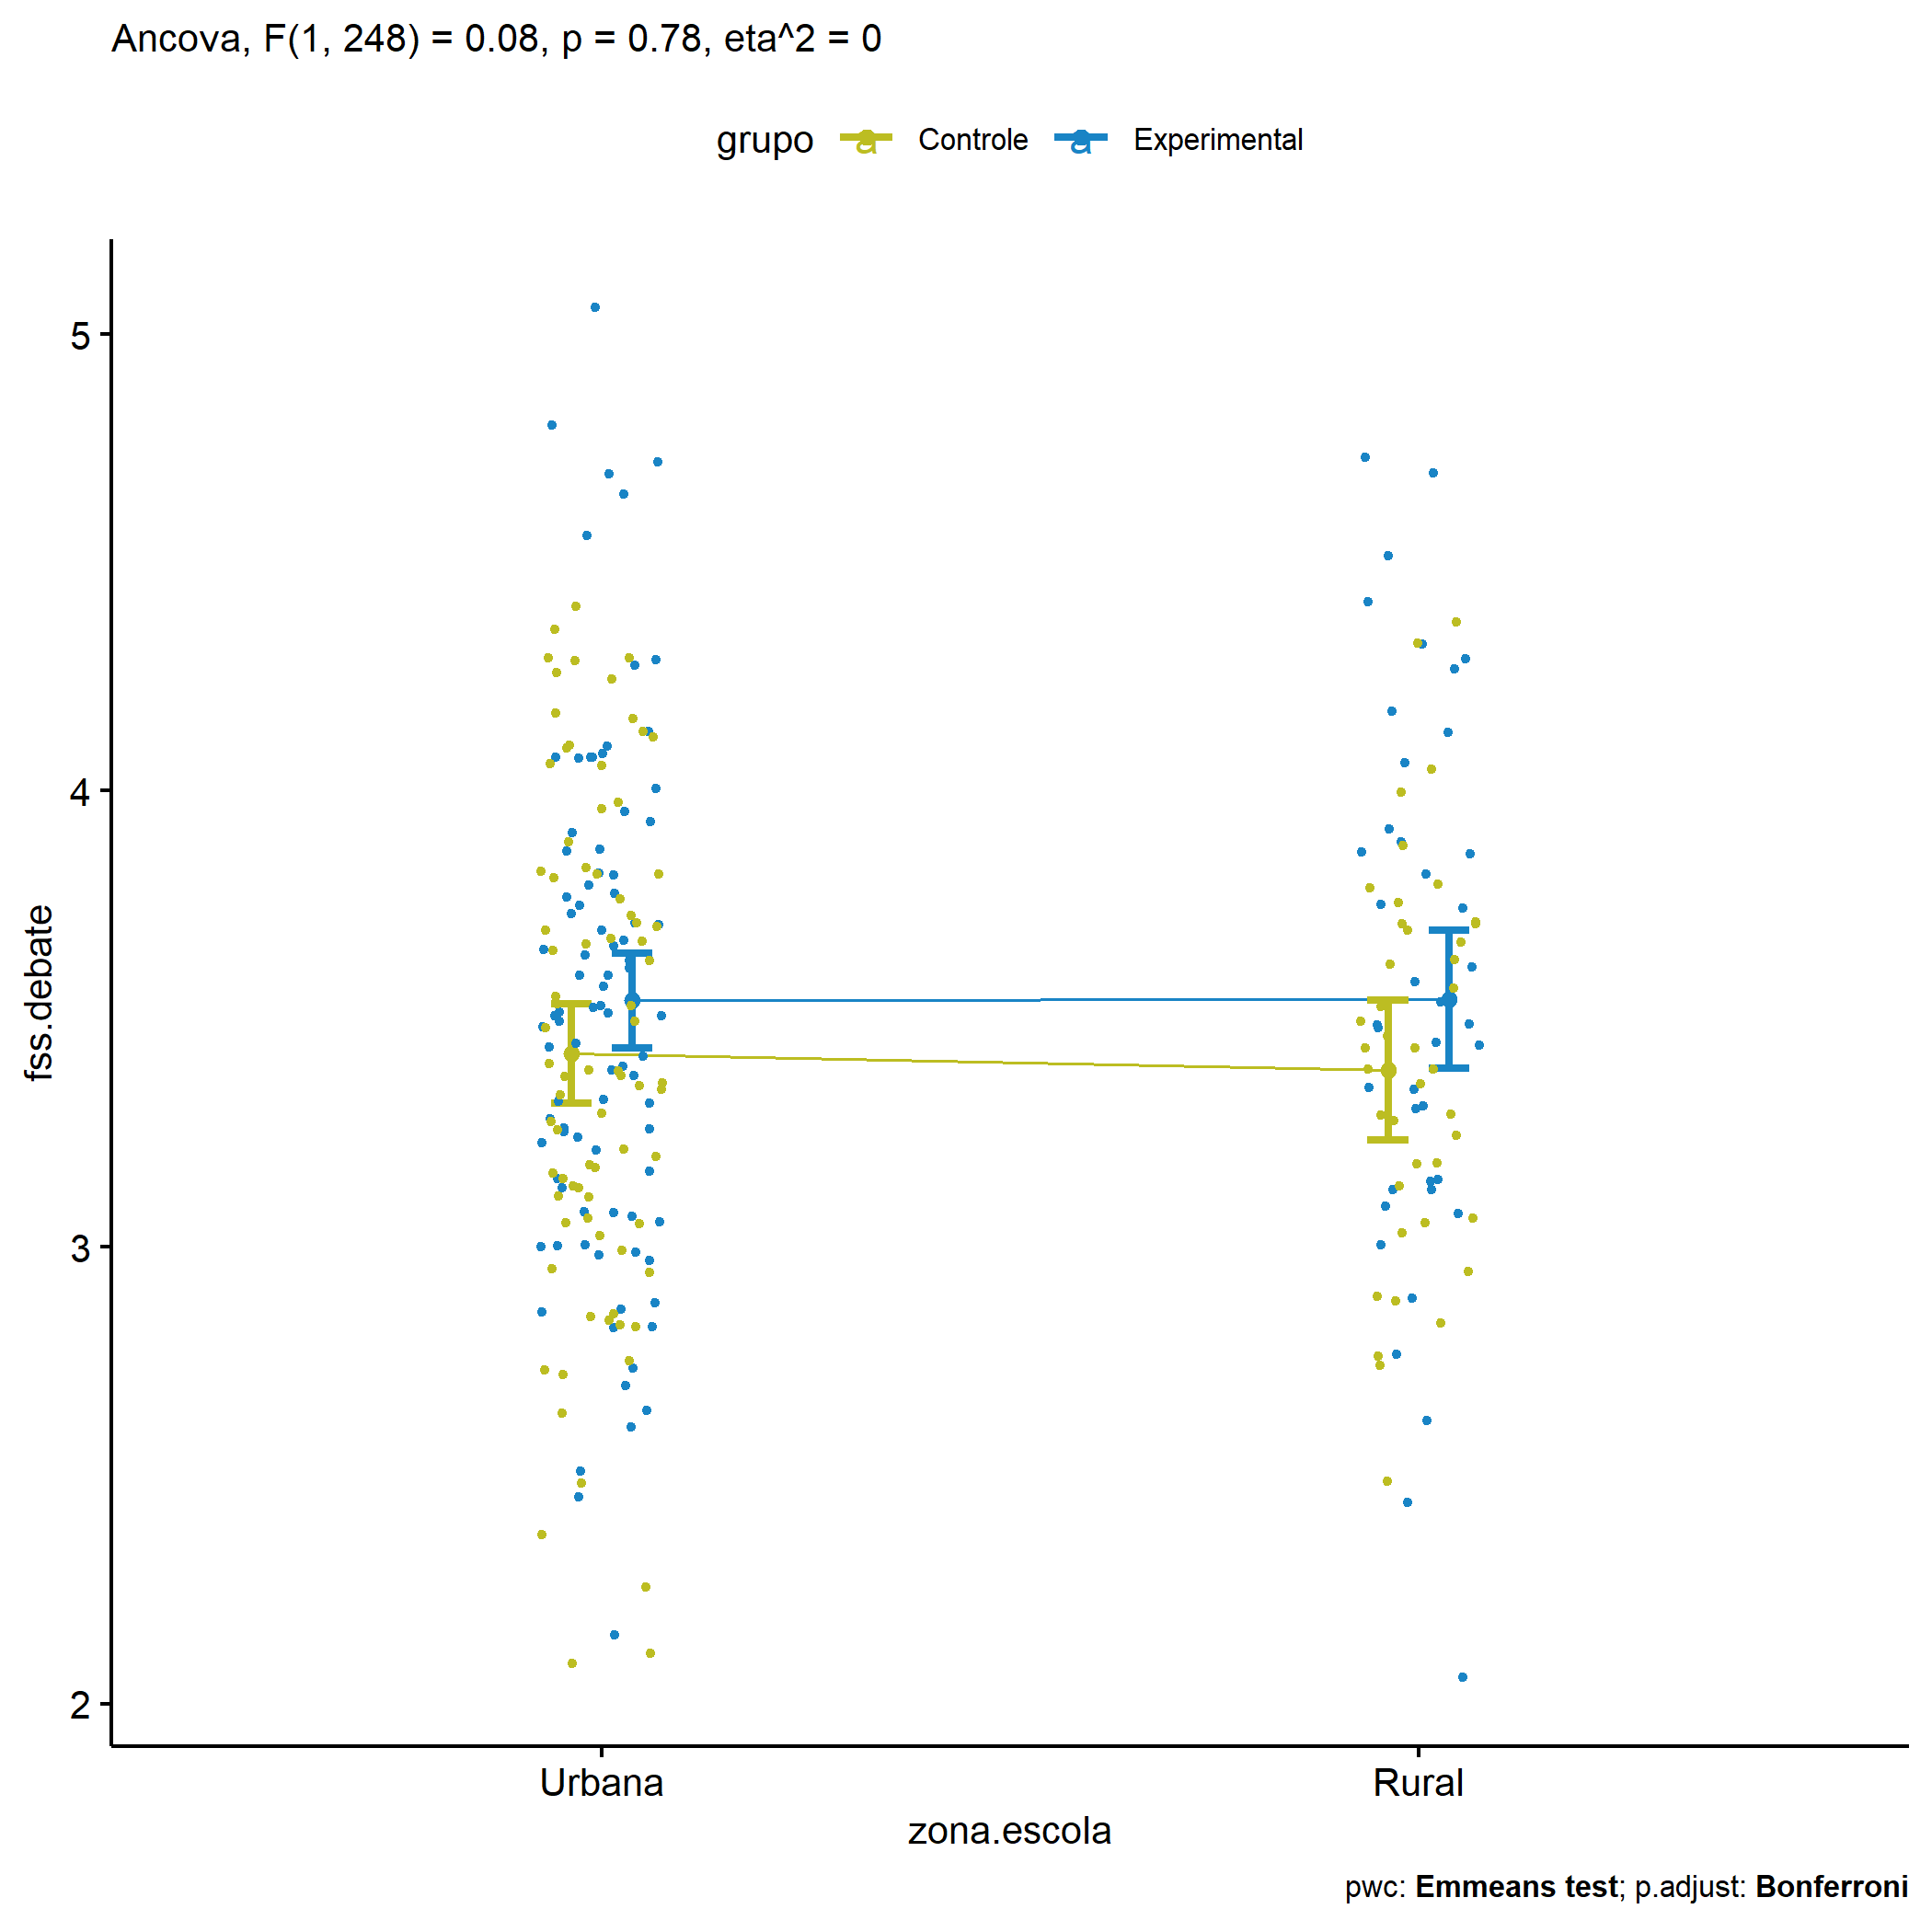 Ancova, F(1, 248) = 0.08, p = 0.78, eta^2 = 0
grupo a Controle a Experimental
5
4
3
2
fss.debate
Urbana Rural
zona.escola
pwc: Emmeans test; p.adjust: Bonferroni